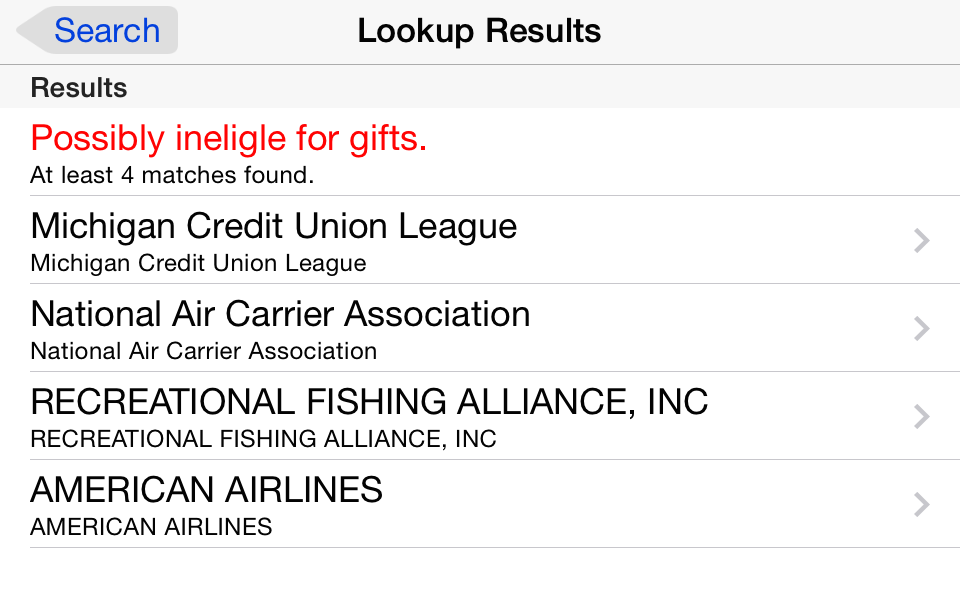 Search
Lookup Results
Results
Possibly ineligle for gifts.
At least 4 matches found.
Michigan Credit Union League
Michigan Credit Union League
National Air Carrier Association
National Air Carrier Association
RECREATIONAL FISHING ALLIANCE, INC
RECREATIONAL FISHING ALLIANCE, INC
AMERICAN AIRLINES
AMERICAN AIRLINES